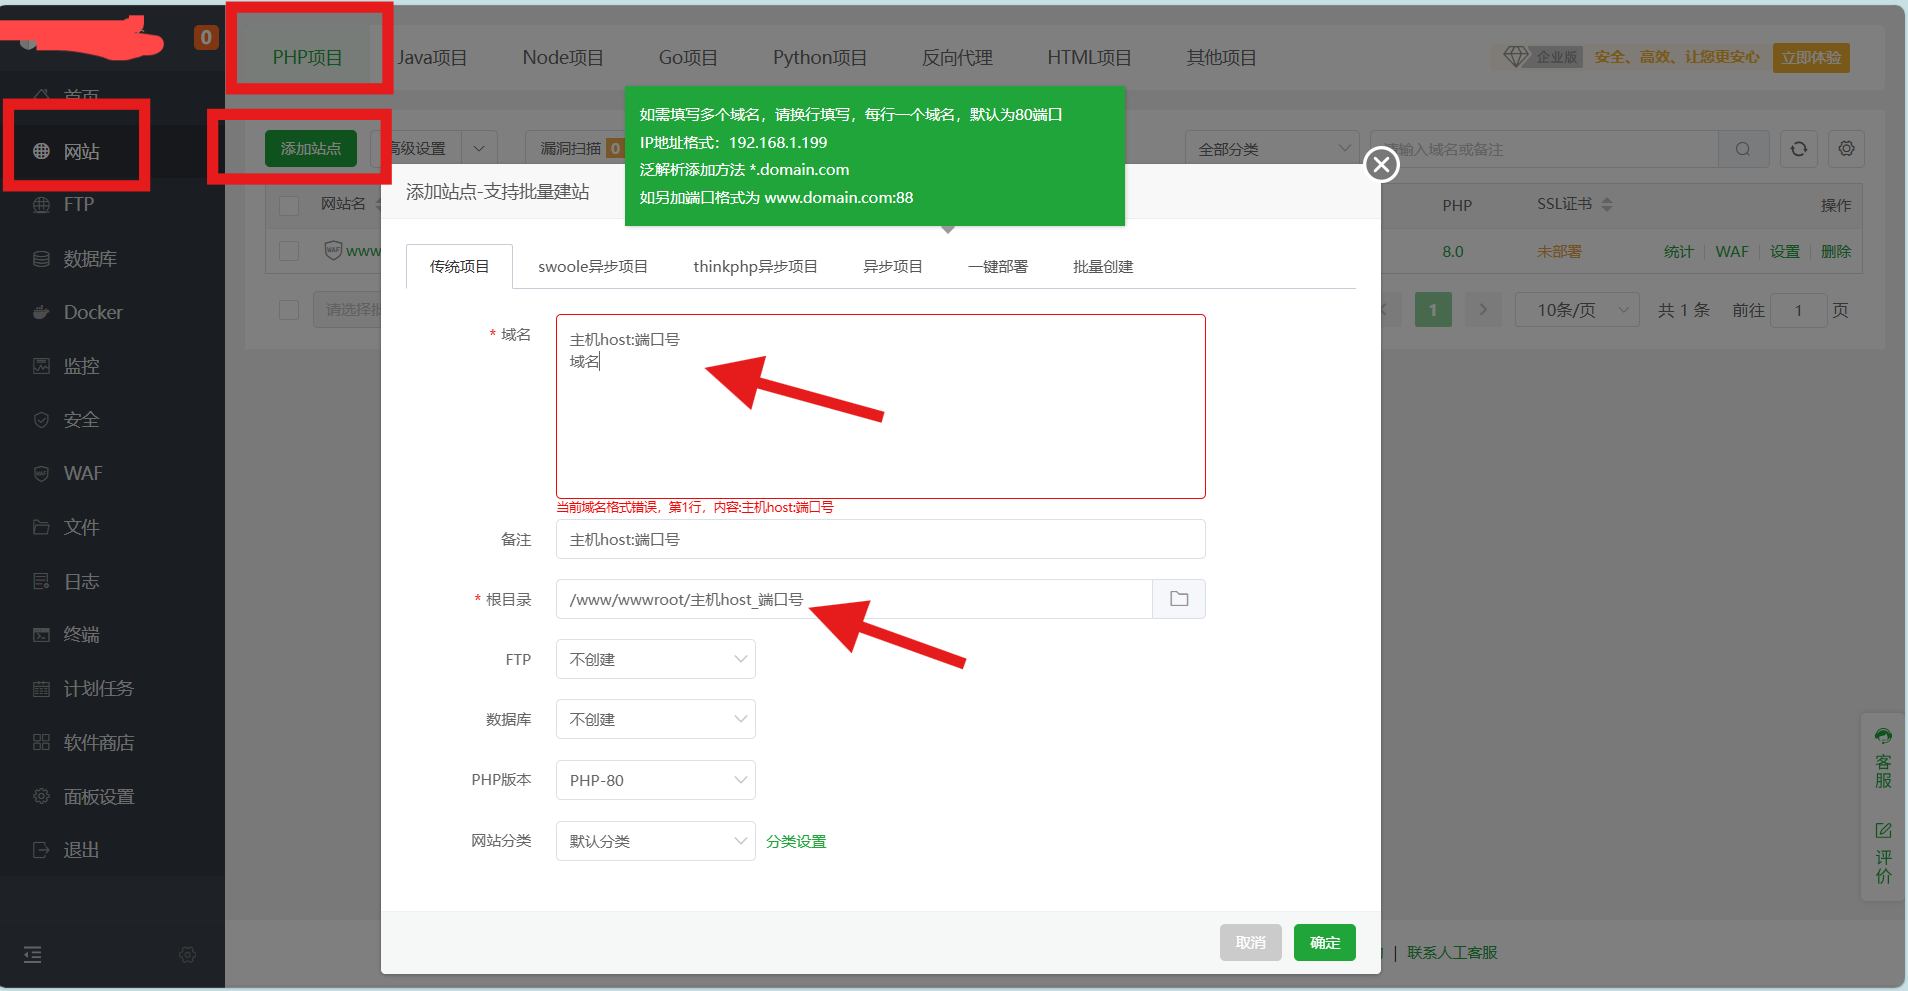 0
首页
网站
FTP
数据库
Docker
监控
安全
WAF
文件
日志
终端
计划任务
软件商店
面板设置
退出
PHP项目
Java项目
Node项目
Go项目
Python项目
反向代理
HTML项目
其他项目
企业版
安全、高效、让您更安心
立即体验
添加站点
高级设置
漏洞扫描 0
全部分类
输入域名或备注
网站名
PHP
SSL证书
操作
WAF
www
8.0
未部署
统计
WAF
设置
删除
请选择
1
10条/页
共 1 条
前往
1
页
如需填写多个域名，请换行填写，每行一个域名，默认为80端口
IP地址格式：192.168.1.199
泛解析添加方法 *.domain.com
如另加端口格式为 www.domain.com:88
添加站点-支持批量建站
传统项目
swoole异步项目
thinkphp异步项目
异步项目
一键部署
批量创建
* 域名
主机host:端口号
域名
当前域名格式错误，第1行，内容:主机host:端口号
备注
主机host:端口号
* 根目录
/www/wwwroot/主机host_端口号
FTP
不创建
数据库
不创建
PHP版本
PHP-80
网站分类
默认分类
分类设置
取消
确定
客服
评价
| 联系人工客服